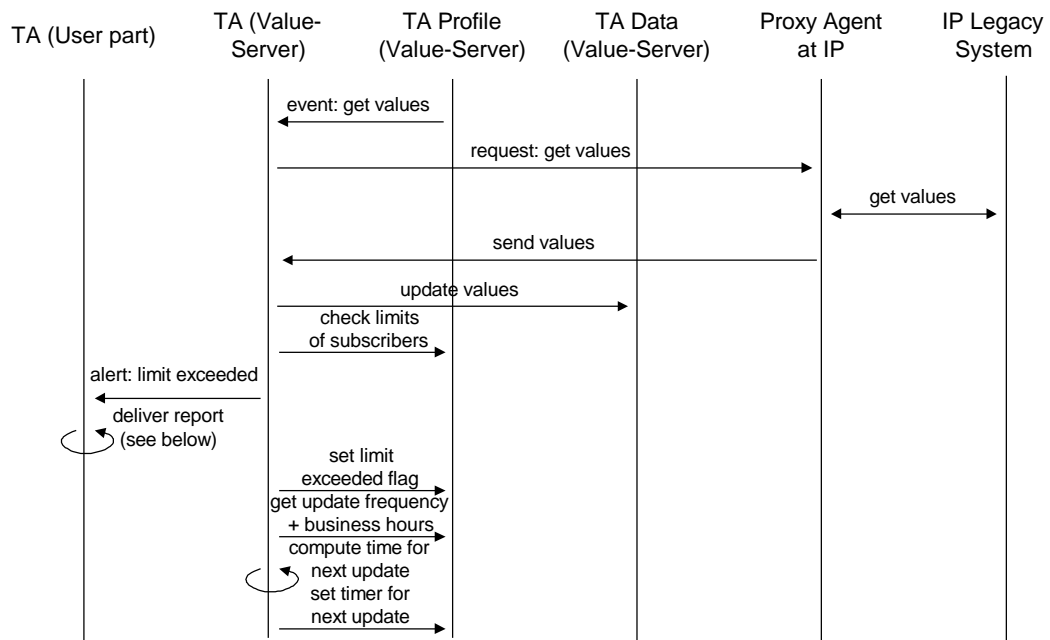 TA (User part)
TA (Value-
Server)
TA Profile
(Value-Server)
TA Data
(Value-Server)
Proxy Agent
at IP
IP Legacy
System
event: get values
request: get values
get values
send values
update values
check limits
of subscribers
alert: limit exceeded
deliver report
(see below)
set limit
exceeded flag
get update frequency
+ business hours
compute time for
next update
set timer for
next update